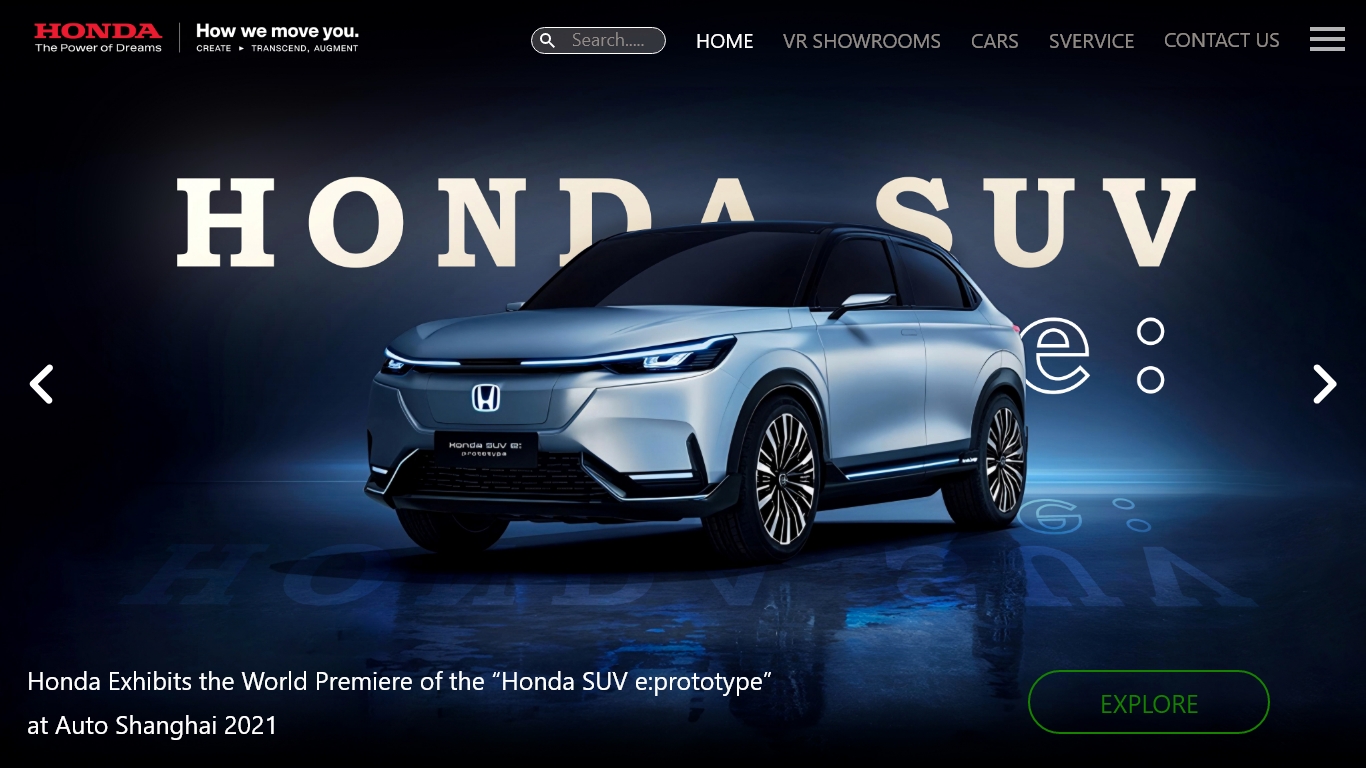 HONDA
The Power of Dreams
How we move you.
CREATE ▸ TRANSCEND, AUGMENT
Search.....
HOME
VR SHOWROOMS
CARS
SVERVICE
CONTACT US
HONDA SUV
e:
Honda SUV e:
prototype
Honda Exhibits the World Premiere of the “Honda SUV e:prototype”
at Auto Shanghai 2021
EXPLORE